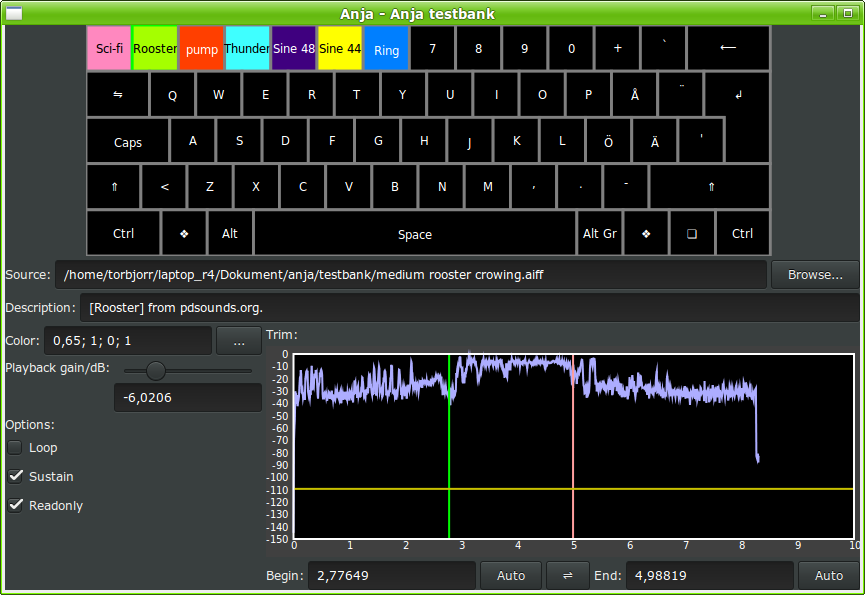 Anja - Anja testbank
Sci-fi Rooster pump Thunder Sine 48 Sine 44 Ring 7 8 9 0 + ` ←
⇋ Q W E R T Y U I O P Å ¨ ↲
Caps A S D F G H J K L Ö Ä '
⇑ < Z X C V B N M , . - ⇑
Ctrl ❖ Alt Space Alt Gr ❖ ❏ Ctrl
Source: /home/torbjorr/laptop_r4/Dokument/anja/testbank/medium rooster crowing.aiff Browse...
Description: [Rooster] from pdsounds.org.
Color: 0,65; 1; 0; 1 ...
Trim:
Playback gain/dB:
-6,0206
Options:
Loop
Sustain
Readonly
0
-10
-20
-30
-40
-50
-60
-70
-80
-90
-100
-110
-120
-130
-140
-150
0 1 2 3 4 5 6 7 8 9 10
Begin: 2,77649 Auto ⇌ End: 4,98819 Auto